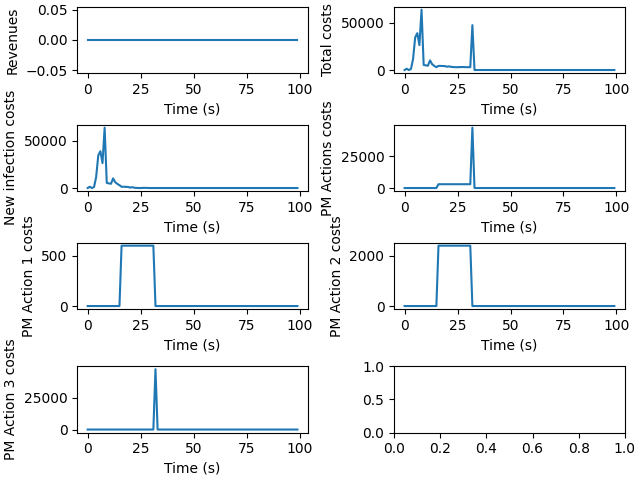 Revenues
0.05
0.00
−0.05
0 25 50 75 100
Time (s)
Total costs
50000
0
0 25 50 75 100
Time (s)
New infection costs
50000
0
0 25 50 75 100
Time (s)
PM Actions costs
25000
0
0 25 50 75 100
Time (s)
PM Action 1 costs
500
0
0 25 50 75 100
Time (s)
PM Action 2 costs
2000
0
0 25 50 75 100
Time (s)
PM Action 3 costs
25000
0
0 25 50 75 100
Time (s)
1.0
0.5
0.0
0.0 0.2 0.4 0.6 0.8 1.0